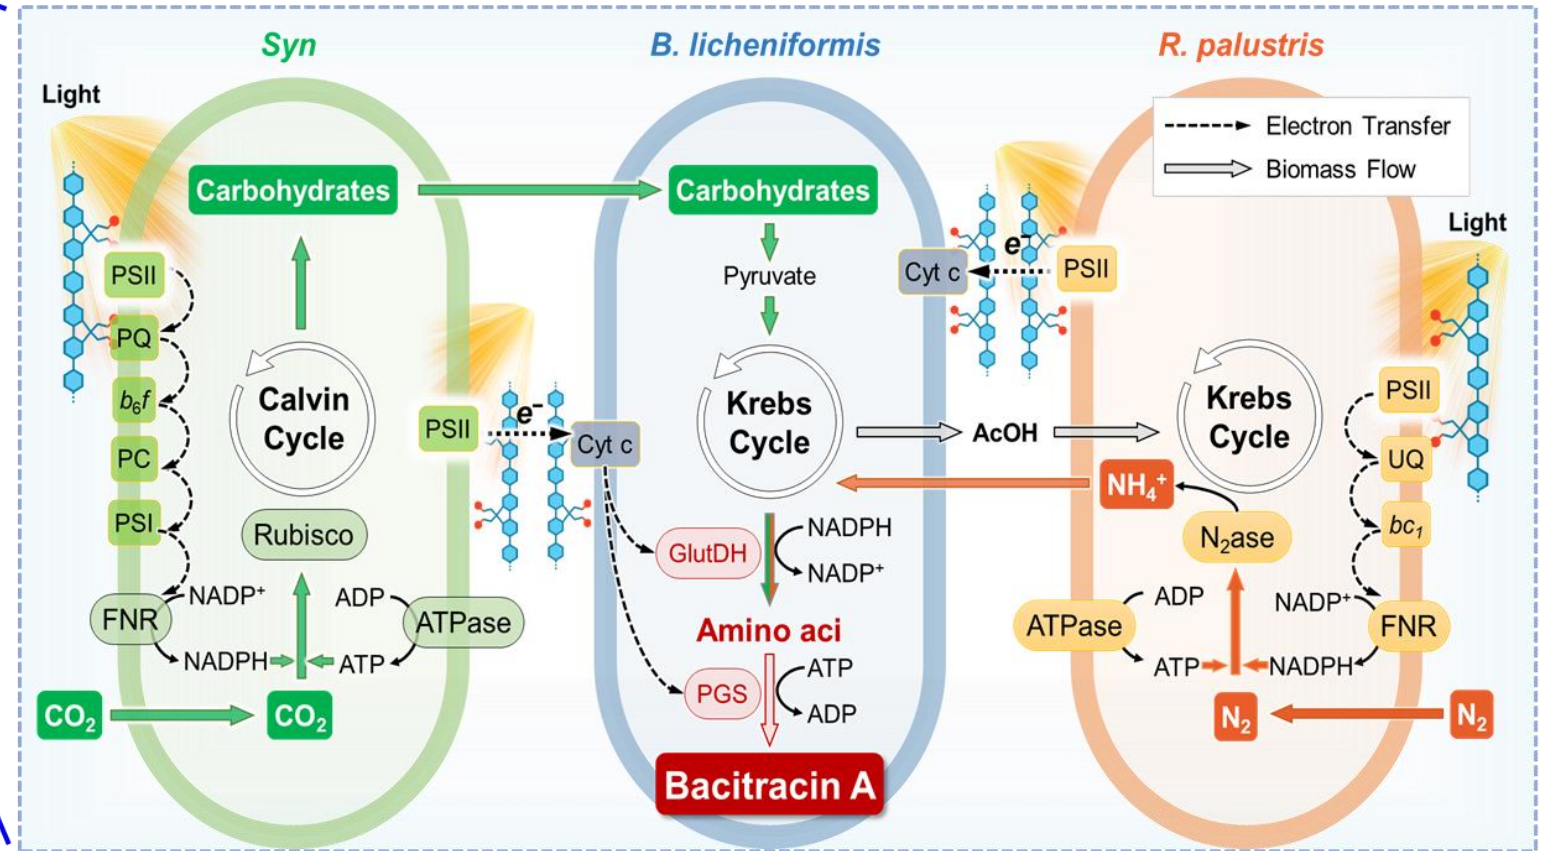 Syn
B. licheniformis
R. palustris
Light
Electron Transfer
Biomass Flow
Carbohydrates
Carbohydrates
Light
PSII
Pyruvate
Cyt c
e⁻
PSII
PQ
b₆f
PC
PSI
Calvin
Cycle
PSII
e⁻
Cyt c
Krebs
Cycle
AcOH
Krebs
Cycle
PSII
UQ
bc₁
NH₄⁺
Rubisco
GlutDH
NADPH
NADP⁺
N₂ase
FNR
NADP⁺
NADPH
ADP
ATP
ATPase
Amino aci
ATPase
ADP
ATP
NADP⁺
NADPH
FNR
PGS
ATP
ADP
CO₂
CO₂
N₂
N₂
Bacitracin A